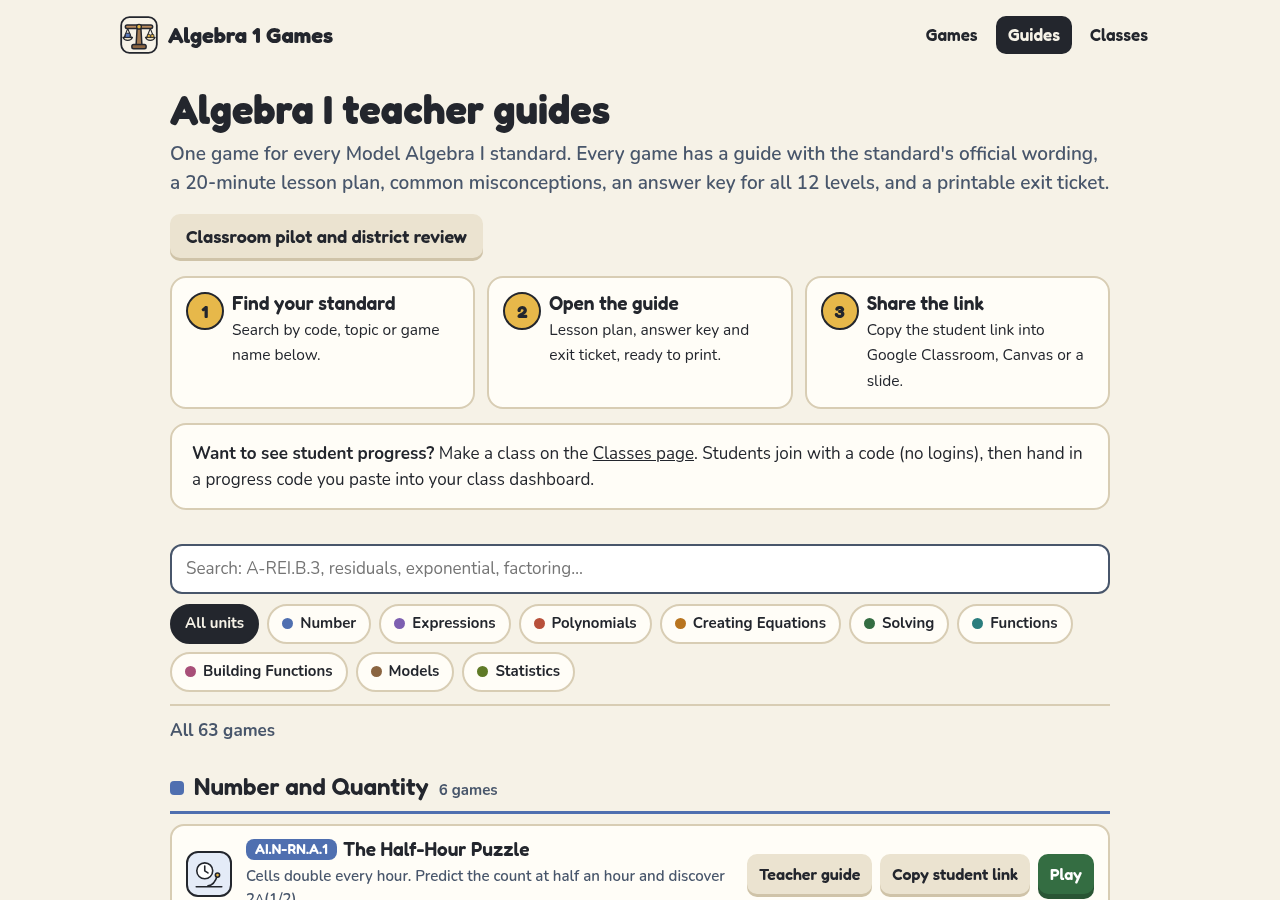 Algebra 1 Games
Games
Guides
Classes
Algebra I teacher guides
One game for every Model Algebra I standard. Every game has a guide with the standard's official wording,
a 20-minute lesson plan, common misconceptions, an answer key for all 12 levels, and a printable exit ticket.
Classroom pilot and district review
1
Find your standard
Search by code, topic or game
name below.
2
Open the guide
Lesson plan, answer key and
exit ticket, ready to print.
3
Share the link
Copy the student link into
Google Classroom, Canvas or a
slide.
Want to see student progress? Make a class on the Classes page. Students join with a code (no logins), then hand in
a progress code you paste into your class dashboard.
Search: A-REI.B.3, residuals, exponential, factoring...
All units
Number
Expressions
Polynomials
Creating Equations
Solving
Functions
Building Functions
Models
Statistics
All 63 games
Number and Quantity 6 games
AI.N-RN.A.1 The Half-Hour Puzzle
Cells double every hour. Predict the count at half an hour and discover
2^(1/2).
Teacher guide
Copy student link
Play